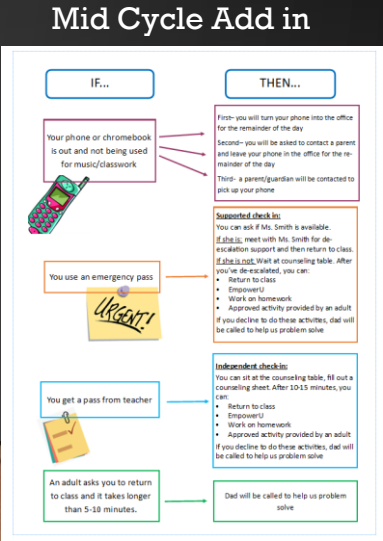 Mid Cycle Add in
IF...
THEN...
Your phone or chromebook
is out and not being used
for music/classwork
First– you will turn your phone into the office
for the remainder of the day
Second– you will be asked to contact a parent
and leave your phone in the office for the re-
mainder of the day
Third- a parent/guardian will be contacted to
pick up your phone
You use an emergency pass
URGENT!
Supported check in:
You can ask if Ms. Smith is available.
If she is: meet with Ms. Smith for de-
escalation support and then return to class.
If she is not Wait at counseling table. After
you've de-escalated, you can:
• Return to class
• EmpowerU
• Work on homework
• Approved activity provided by an adult
If you decline to do these activities, dad will
be called to help us problem solve
You get a pass from teacher
Independent check-in:
You can sit at the counseling table, fill out a
counseling sheet. After 10-15 minutes, you
can:
• Return to class
• EmpowerU
• Work on homework
• Approved activity provided by an adult
If you decline to do these activities, dad will
be called to help us problem solve
An adult asks you to return
to class and it takes longer
than 5-10 minutes.
Dad will be called to help us problem
solve